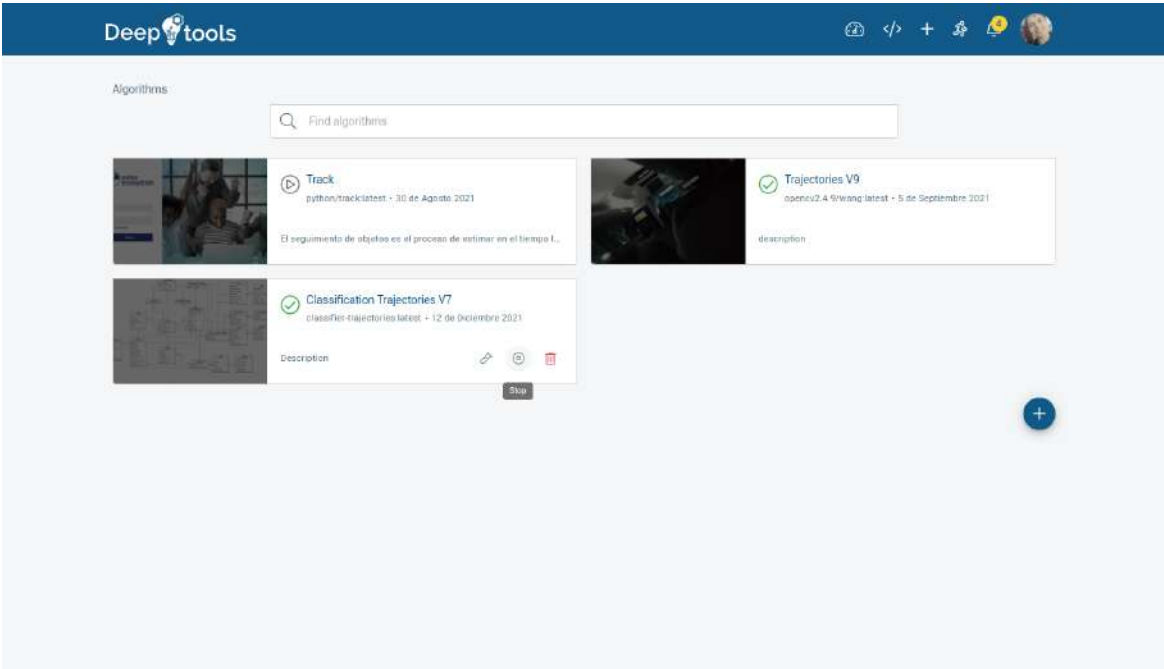 Deep tools
4
Algorithms
Find algorithms
Track
python/track:latest • 30 de Agosto 2021
El seguimiento de objetos es el proceso de estimar en el tiempo l...
Trajectories V9
opencv2.4.9/wang:latest • 5 de Septiembre 2021
description
Classification Trajectories V7
classifier-trajectories:latest • 12 de Diciembre 2021
Description
Stop